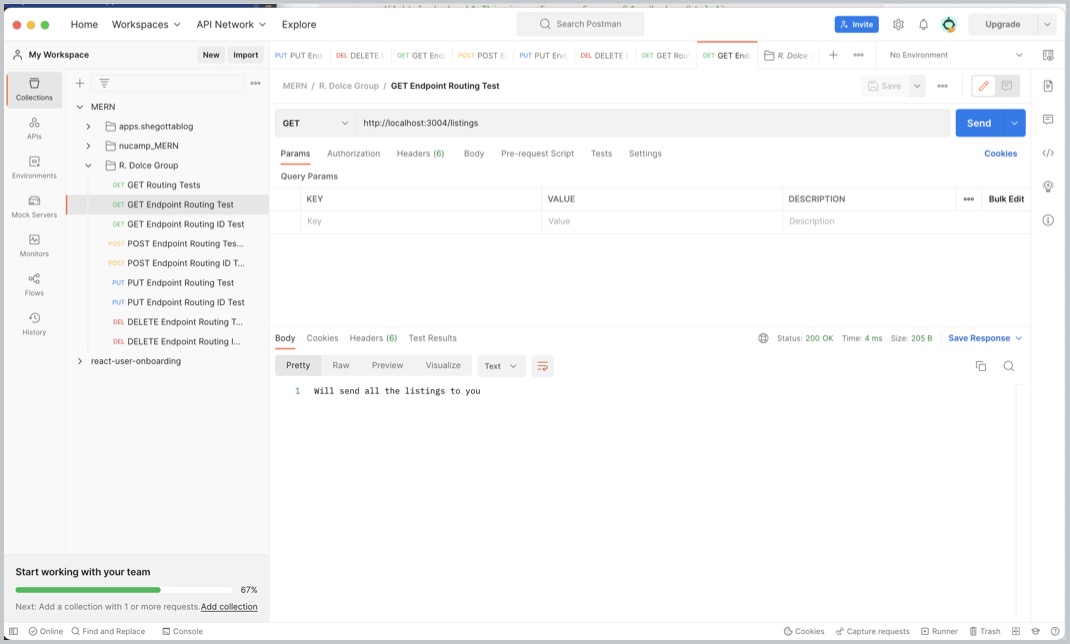 Home Workspaces API Network Explore Search Postman Invite Upgrade
My Workspace New Import
PUT PUT End DEL DELETE GET GET End POST POST E PUT PUT End DEL DELETE GET GET Rou GET GET End R. Dolce No Environment
MERN / R. Dolce Group / GET Endpoint Routing Test Save
GET http://localhost:3004/listings Send
Params Authorization Headers (6) Body Pre-request Script Tests Settings Cookies
Query Params
KEY VALUE DESCRIPTION Bulk Edit
Key Value Description
Collections
APIs
Environments
Mock Servers
Monitors
Flows
History
MERN
apps.shegottablog
nucamp_MERN
R. Dolce Group
GET GET Routing Tests
GET GET Endpoint Routing Test
GET GET Endpoint Routing ID Test
POST POST Endpoint Routing Tes...
POST POST Endpoint Routing ID T...
PUT PUT Endpoint Routing Test
PUT PUT Endpoint Routing ID Test
DEL DELETE Endpoint Routing T...
DEL DELETE Endpoint Routing I...
react-user-onboarding
Body Cookies Headers (6) Test Results Status: 200 OK Time: 4 ms Size: 205 B Save Response
Pretty Raw Preview Visualize Text
1 Will send all the listings to you
Start working with your team
67%
Next: Add a collection with 1 or more requests. Add collection
Online Find and Replace Console Cookies Capture requests Runner Trash